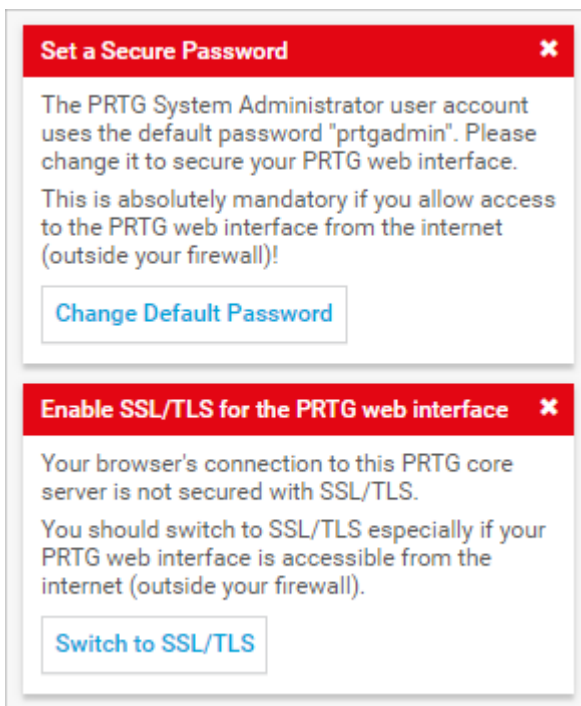 Set a Secure Password
The PRTG System Administrator user account
uses the default password "prtgadmin". Please
change it to secure your PRTG web interface.
This is absolutely mandatory if you allow access
to the PRTG web interface from the internet
(outside your firewall)!
Change Default Password
Enable SSL/TLS for the PRTG web interface
Your browser's connection to this PRTG core
server is not secured with SSL/TLS.
You should switch to SSL/TLS especially if your
PRTG web interface is accessible from the
internet (outside your firewall).
Switch to SSL/TLS